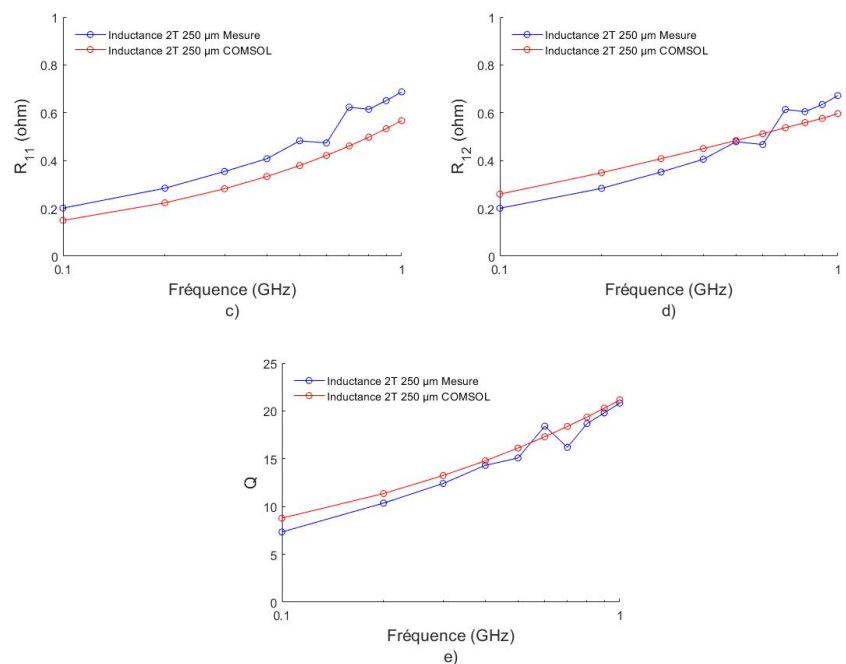 1
0.8
0.6
0.4
0.2
0
R11 (ohm)
Inductance 2T 250 µm Mesure
Inductance 2T 250 µm COMSOL
0.1
1
Fréquence (GHz)
c)
1
0.8
0.6
0.4
0.2
0
R12 (ohm)
Inductance 2T 250 µm Mesure
Inductance 2T 250 µm COMSOL
0.1
1
Fréquence (GHz)
d)
25
20
15
10
5
0
Q
Inductance 2T 250 µm Mesure
Inductance 2T 250 µm COMSOL
0.1
1
Fréquence (GHz)
e)